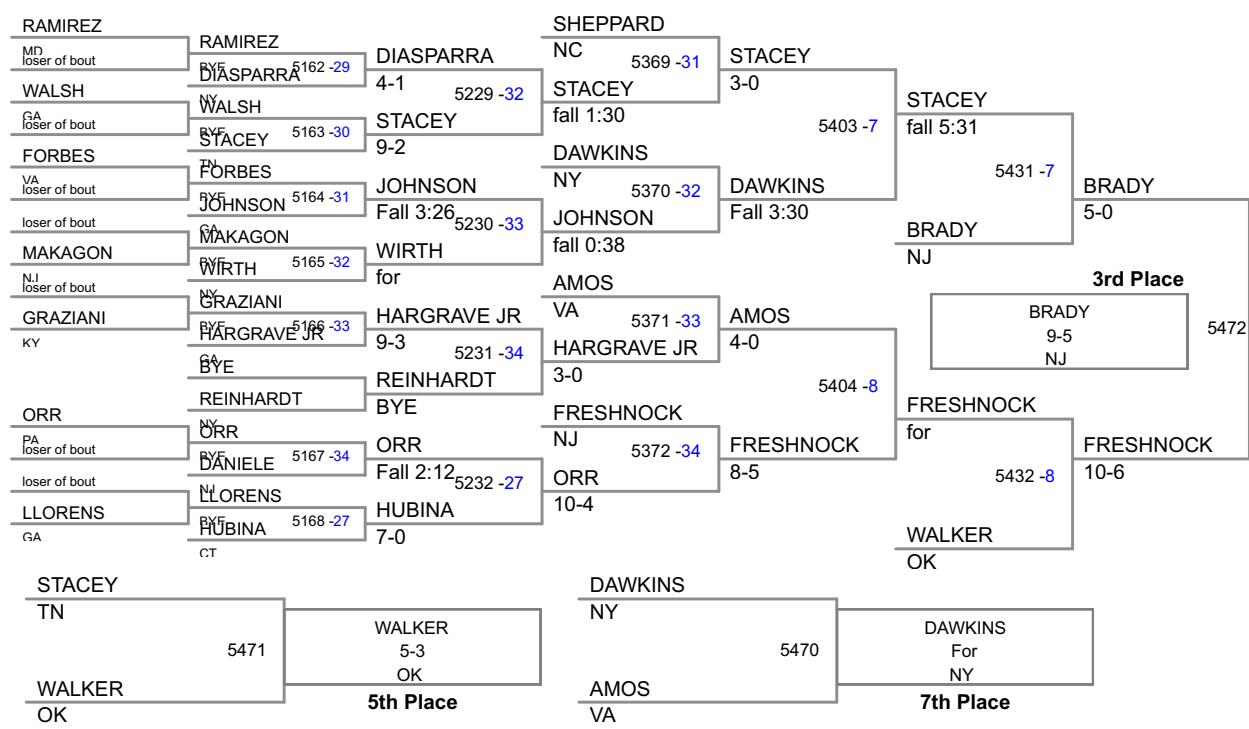 RAMIREZ
MD
loser of bout
WALSH
GA
loser of bout
FORBES
VA
loser of bout
loser of bout
MAKAGON
NJ
loser of bout
GRAZIANI
KY
ORR
PA
loser of bout
loser of bout
LLORENS
GA
RAMIREZ
BYE
5162 -29
DIASPARRA
NY
WALSH
BYE
5163 -30
STACEY
TN
FORBES
BYE
5164 -31
JOHNSON
GA
MAKAGON
BYE
5165 -32
WIRTH
NY
GRAZIANI
BYE
5166 -33
HARGRAVE JR
GA
BYE
REINHARDT
NY
ORR
BYE
5167 -34
DANIELE
NJ
LLORENS
BYE
5168 -27
HUBINA
CT
DIASPARRA
4-1
5229 -32
STACEY
9-2
JOHNSON
Fall 3:26
5230 -33
WIRTH
for
HARGRAVE JR
9-3
5231 -34
REINHARDT
BYE
ORR
Fall 2:12
5232 -27
HUBINA
7-0
SHEPPARD
NC
5369 -31
STACEY
fall 1:30
DAWKINS
NY
5370 -32
JOHNSON
fall 0:38
AMOS
VA
5371 -33
HARGRAVE JR
3-0
FRESHNOCK
NJ
5372 -34
ORR
10-4
STACEY
3-0
5403 -7
DAWKINS
Fall 3:30
AMOS
4-0
5404 -8
FRESHNOCK
8-5
STACEY
fall 5:31
5431 -7
BRADY
NJ
FRESHNOCK
for
5432 -8
WALKER
OK
BRADY
5-0
3rd Place
BRADY
9-5
NJ
5472
FRESHNOCK
10-6
STACEY
TN
5471
WALKER
OK
WALKER
5-3
OK
5th Place
DAWKINS
NY
5470
AMOS
VA
DAWKINS
For
NY
7th Place